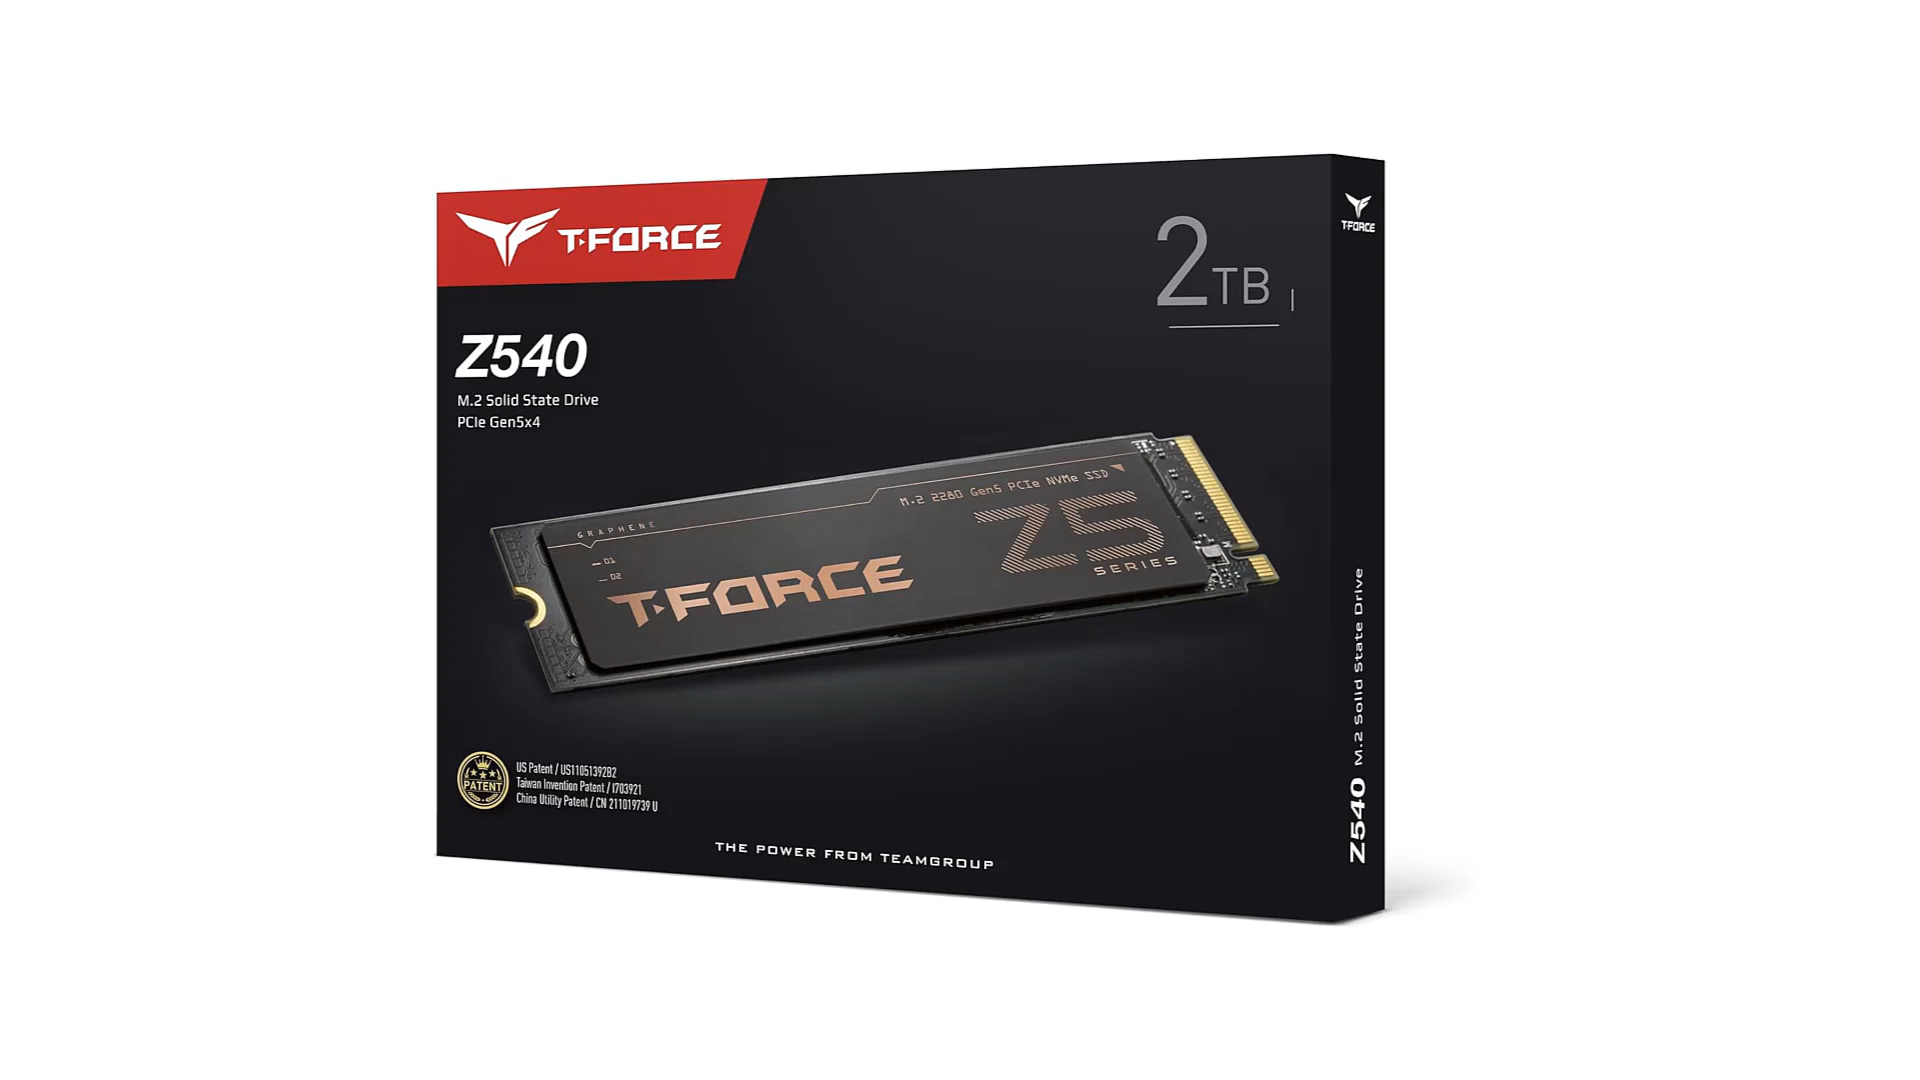 T-FORCE
2TB
T-FORCE
Z540
M.2 Solid State Drive
PCIe Gen5x4
GRAPHENE
M.2 2280 Gen5 PCIe NVMe SSD
01
02
Z5
SERIES
T-FORCE
PATENT
US Patent / US11051392B2
Taiwan Invention Patent / I703921
China Utility Patent / CN 211019739 U
THE POWER FROM TEAMGROUP
Z540 M.2 Solid State Drive